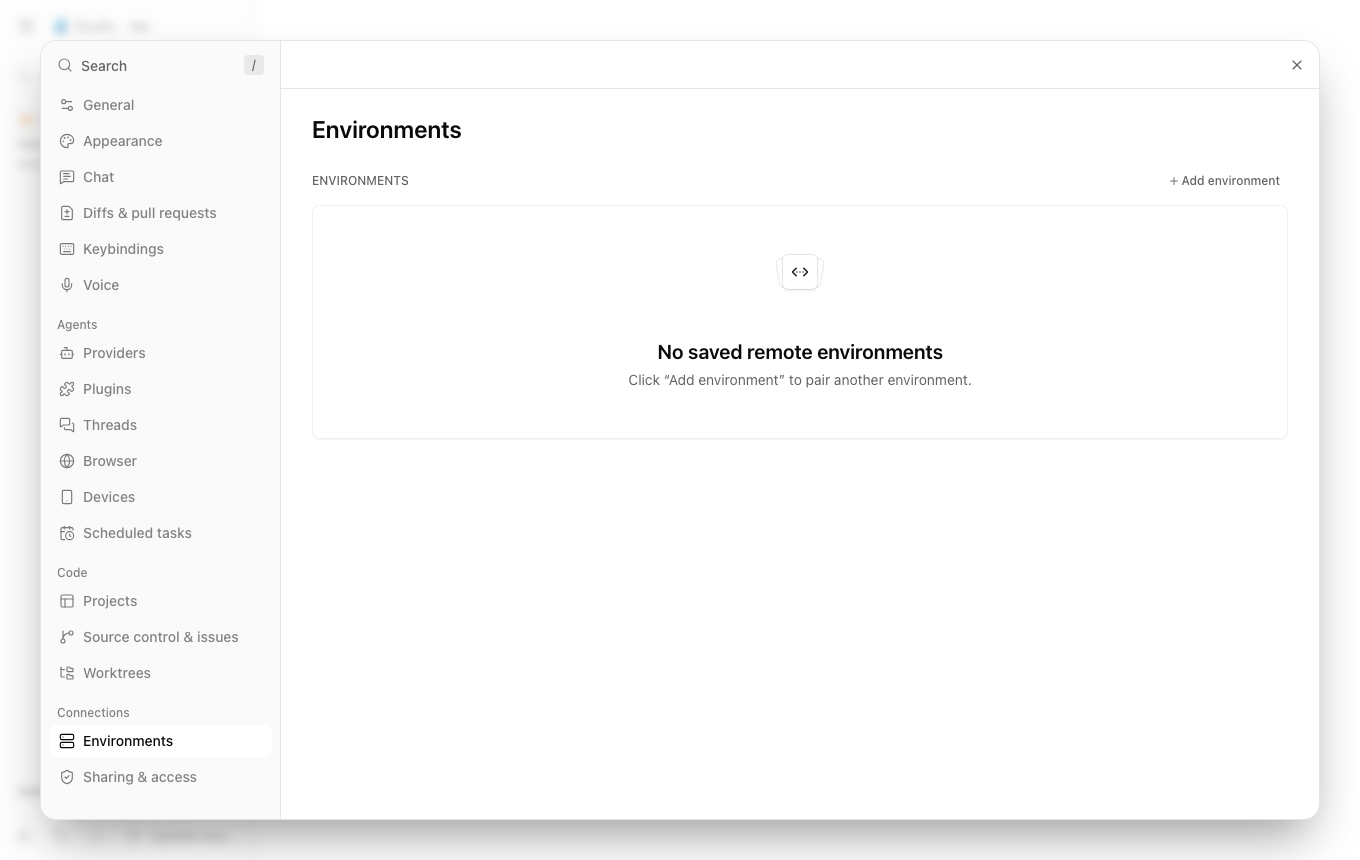 Search
/
General
Appearance
Chat
Diffs & pull requests
Keybindings
Voice
Agents
Providers
Plugins
Threads
Browser
Devices
Scheduled tasks
Code
Projects
Source control & issues
Worktrees
Connections
Environments
Sharing & access
Environments
ENVIRONMENTS
+ Add environment
No saved remote environments
Click “Add environment” to pair another environment.